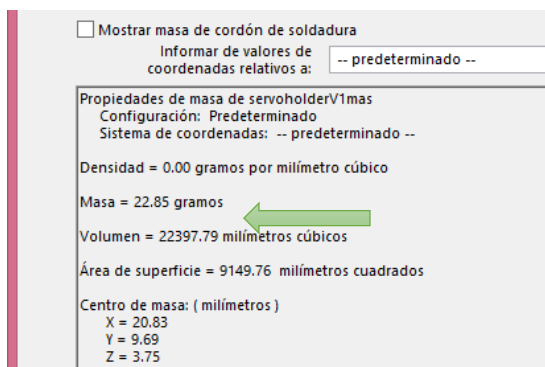 Mostrar masa de cordón de soldadura
Informar de valores de
coordenadas relativos a:
-- predeterminado --
Propiedades de masa de servoholderV1mas
Configuración: Predeterminado
Sistema de coordenadas: -- predeterminado --
Densidad = 0.00 gramos por milímetro cúbico
Masa = 22.85 gramos
Volumen = 22397.79 milímetros cúbicos
Área de superficie = 9149.76 milímetros cuadrados
Centro de masa: ( milímetros )
X = 20.83
Y = 9.69
Z = 3.75